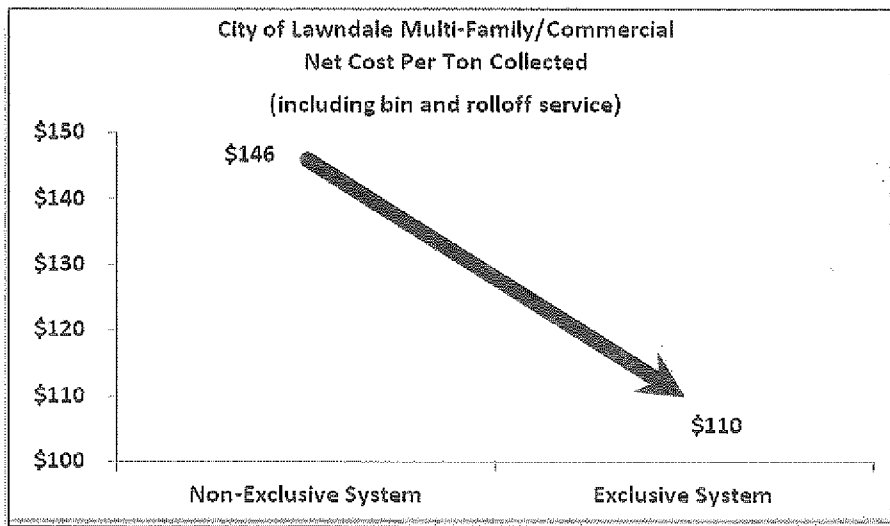 City of Lawndale Multi-Family/Commercial
Net Cost Per Ton Collected
(including bin and rolloff service)
$150
$146
$140
$130
$120
$110
$110
$100
Non-Exclusive System Exclusive System